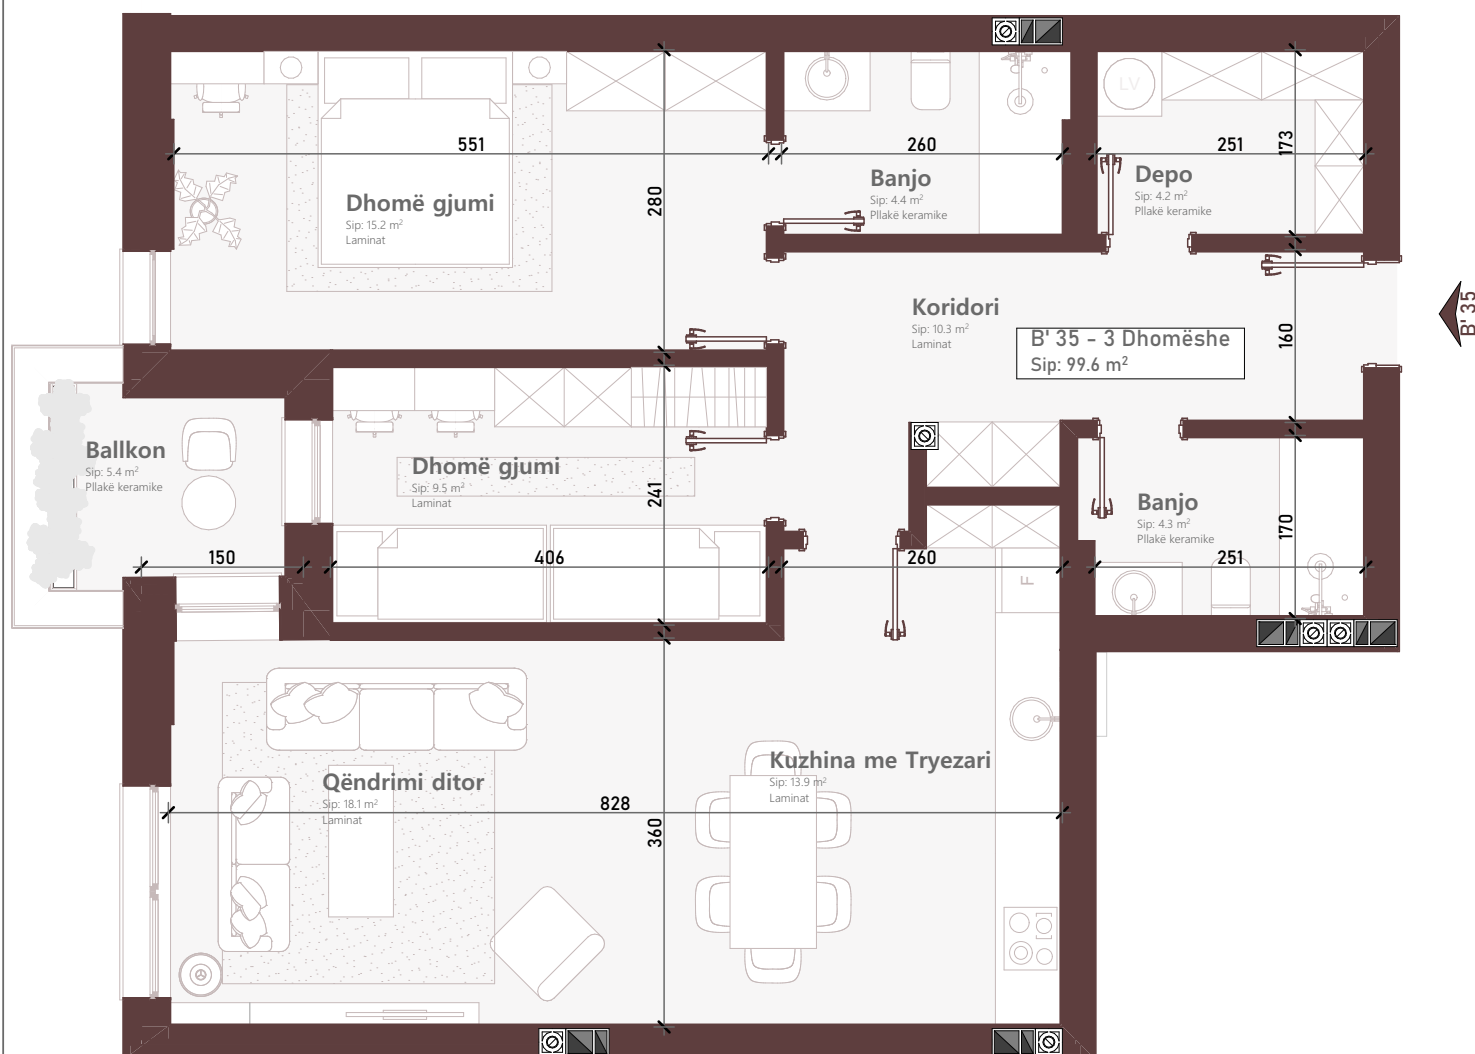 LV
551
260
251
173
280
Dhomë gjumi
Sip: 15.2 m²
Laminat
Banjo
Sip: 4.4 m²
Pllakë keramike
Depo
Sip: 4.2 m²
Pllakë keramike
Koridori
Sip: 10.3 m²
Laminat
B' 35 - 3 Dhomëshe
Sip: 99.6 m²
160
B' 35
Ballkon
Sip: 5.4 m²
Pllakë keramike
Dhomë gjumi
Sip: 9.5 m²
Laminat
241
Banjo
Sip: 4.3 m²
Pllakë keramike
170
150
406
260
251
F
Qëndrimi ditor
Sip: 18.1 m²
Laminat
Kuzhina me Tryezari
Sip: 13.9 m²
Laminat
828
360